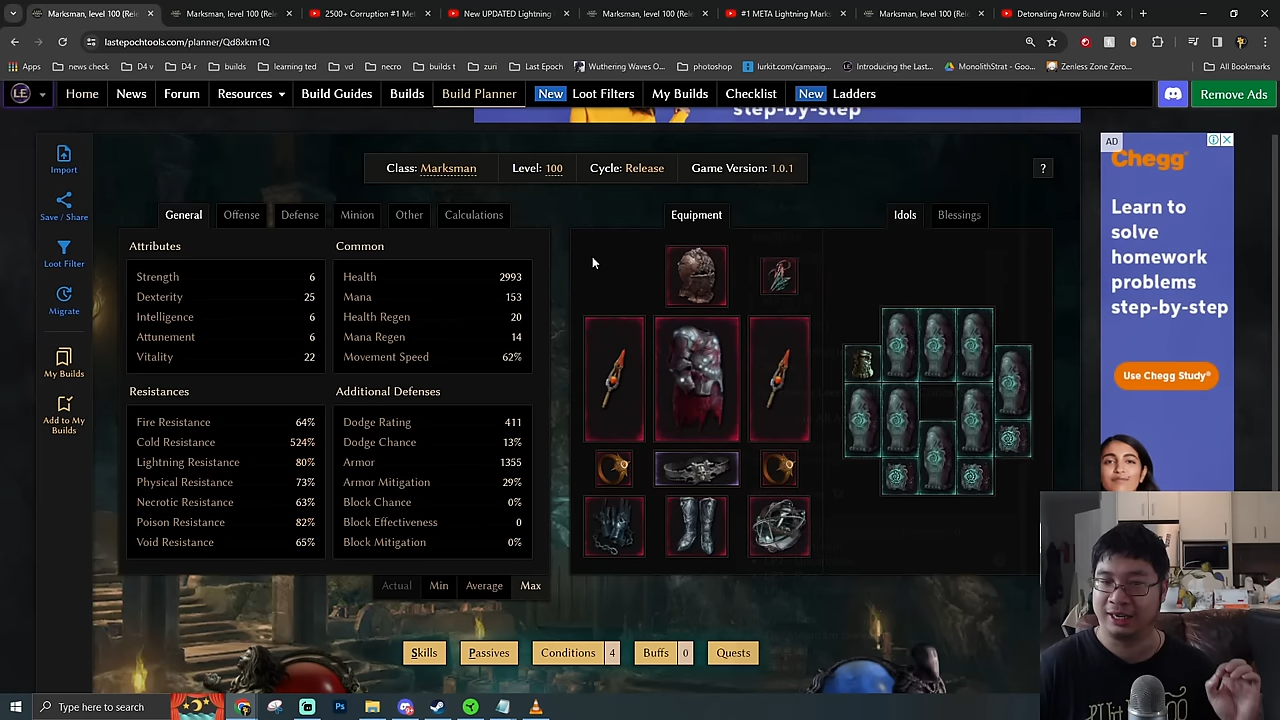 Marksman, level 100 (Rele
Marksman, level 100 (Rele
2500+ Corruption #1 Met
New UPDATED Lightning
Marksman, level 100 (Rele
#1 META Lightning Marks
Marksman, level 100 (Rele
Detonating Arrow Build i
lastepochtools.com/planner/Qd8xkm1Q
Apps news check D4 v D4 r builds learning ted vd necro builds t zuri Last Epoch Wuthering Waves O... photoshop lurkit.com/campaig... Introducing the Last... MonolithStrat - Goo... Zenless Zone Zero... All Bookmarks
LE Home News Forum Resources Build Guides Builds Build Planner New Loot Filters My Builds Checklist New Ladders Remove Ads
step-by-step
Import
Save / Share
Loot Filter
Migrate
My Builds
Add to My
Builds
Class: Marksman Level: 100 Cycle: Release Game Version: 1.0.1
?
General Offense Defense Minion Other Calculations
Attributes
Strength 6
Dexterity 25
Intelligence 6
Attunement 6
Vitality 22
Common
Health 2993
Mana 153
Health Regen 20
Mana Regen 14
Movement Speed 62%
Resistances
Fire Resistance 64%
Cold Resistance 524%
Lightning Resistance 80%
Physical Resistance 73%
Necrotic Resistance 63%
Poison Resistance 82%
Void Resistance 65%
Additional Defenses
Dodge Rating 411
Dodge Chance 13%
Armor 1355
Armor Mitigation 29%
Block Chance 0%
Block Effectiveness 0
Block Mitigation 0%
Actual Min Average Max
Equipment
Idols Blessings
Skills Passives Conditions 4 Buffs 0 Quests
AD
Chegg
Learn to
solve
homework
problems
step-by-step
Use Chegg Study®
Type here to search